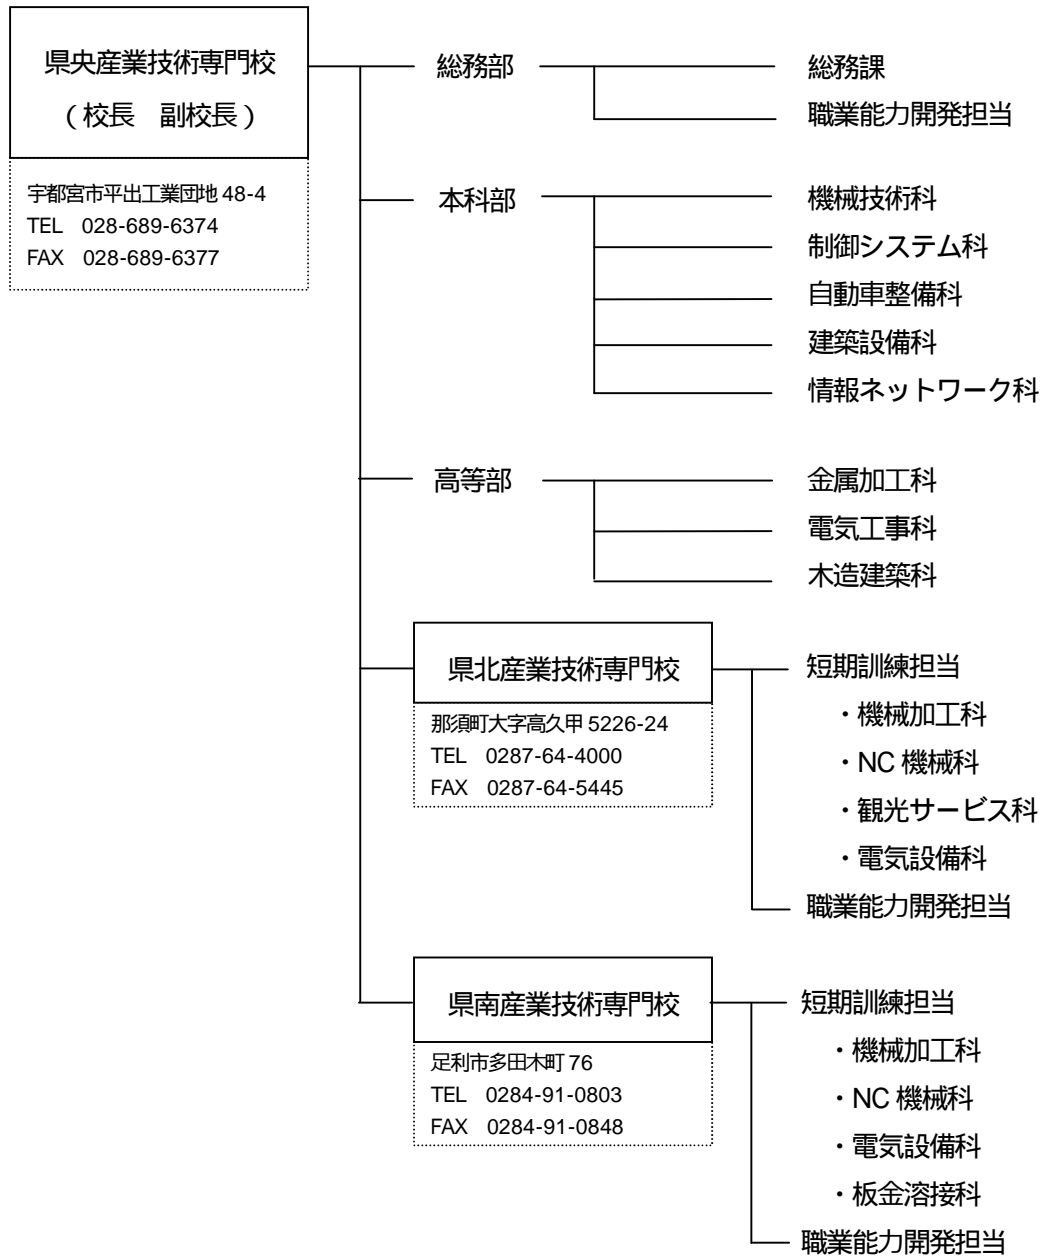 県央産業技術専門校
（校長　副校長）
宇都宮市平出工業団地 48-4
TEL　028-689-6374
FAX　028-689-6377
総務部
総務課
職業能力開発担当
本科部
機械技術科
制御システム科
自動車整備科
建築設備科
情報ネットワーク科
高等部
金属加工科
電気工事科
木造建築科
県北産業技術専門校
那須町大字高久甲 5226-24
TEL　0287-64-4000
FAX　0287-64-5445
短期訓練担当
・機械加工科
・NC 機械科
・観光サービス科
・電気設備科
職業能力開発担当
県南産業技術専門校
足利市多田木町 76
TEL　0284-91-0803
FAX　0284-91-0848
短期訓練担当
・機械加工科
・NC 機械科
・電気設備科
・板金溶接科
職業能力開発担当